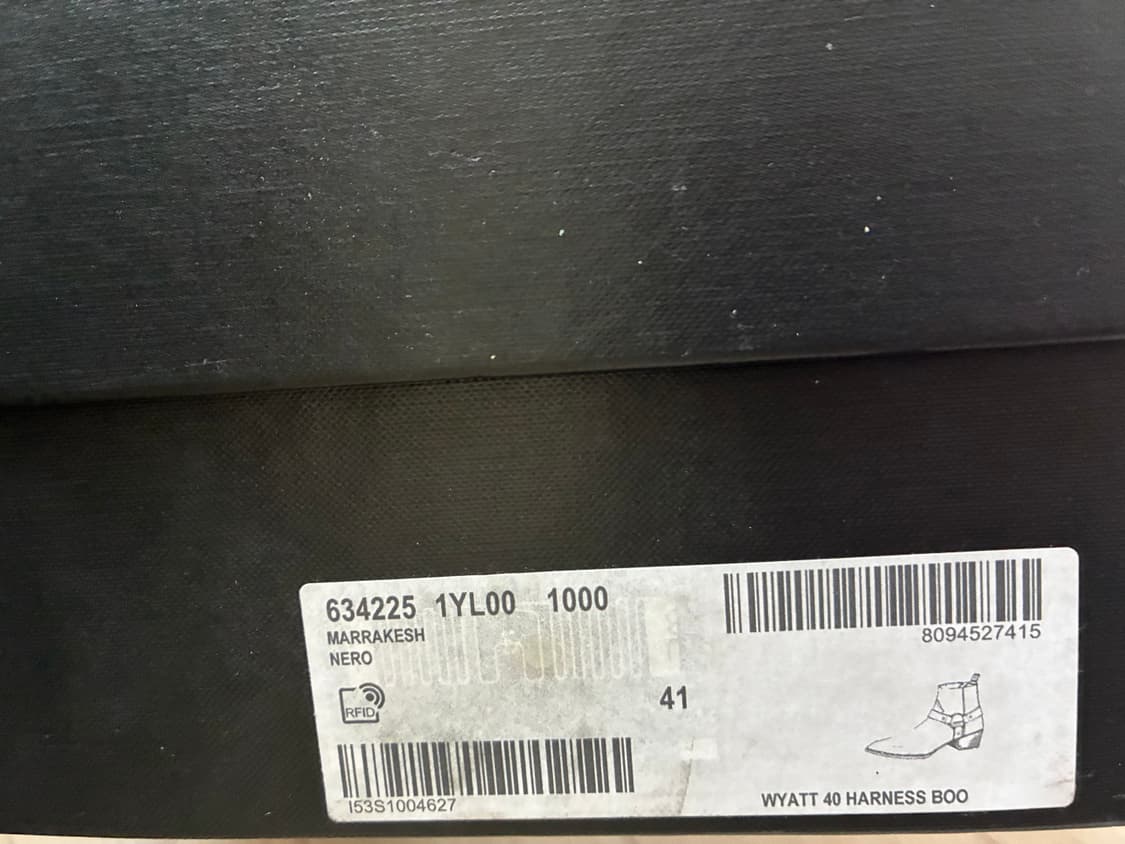 634225 1YL00 1000
MARRAKESH
NERO
RFID
41
I53S1004627
8094527415
WYATT 40 HARNESS BOO